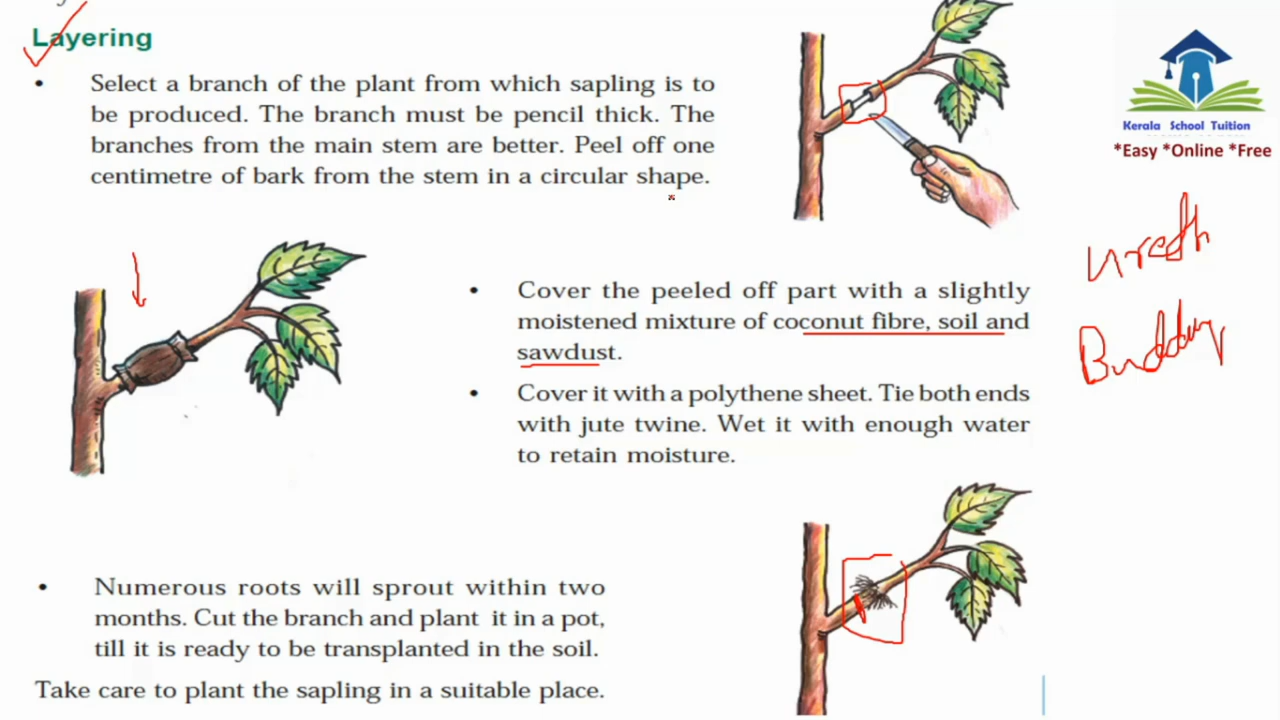 Layering
• Select a branch of the plant from which sapling is to
be produced. The branch must be pencil thick. The
branches from the main stem are better. Peel off one
centimetre of bark from the stem in a circular shape.
Kerala School Tuition
*Easy *Online *Free
• Cover the peeled off part with a slightly
moistened mixture of coconut fibre, soil and
sawdust.
• Cover it with a polythene sheet. Tie both ends
with jute twine. Wet it with enough water
to retain moisture.
Budding
• Numerous roots will sprout within two
months. Cut the branch and plant it in a pot,
till it is ready to be transplanted in the soil.
Take care to plant the sapling in a suitable place.